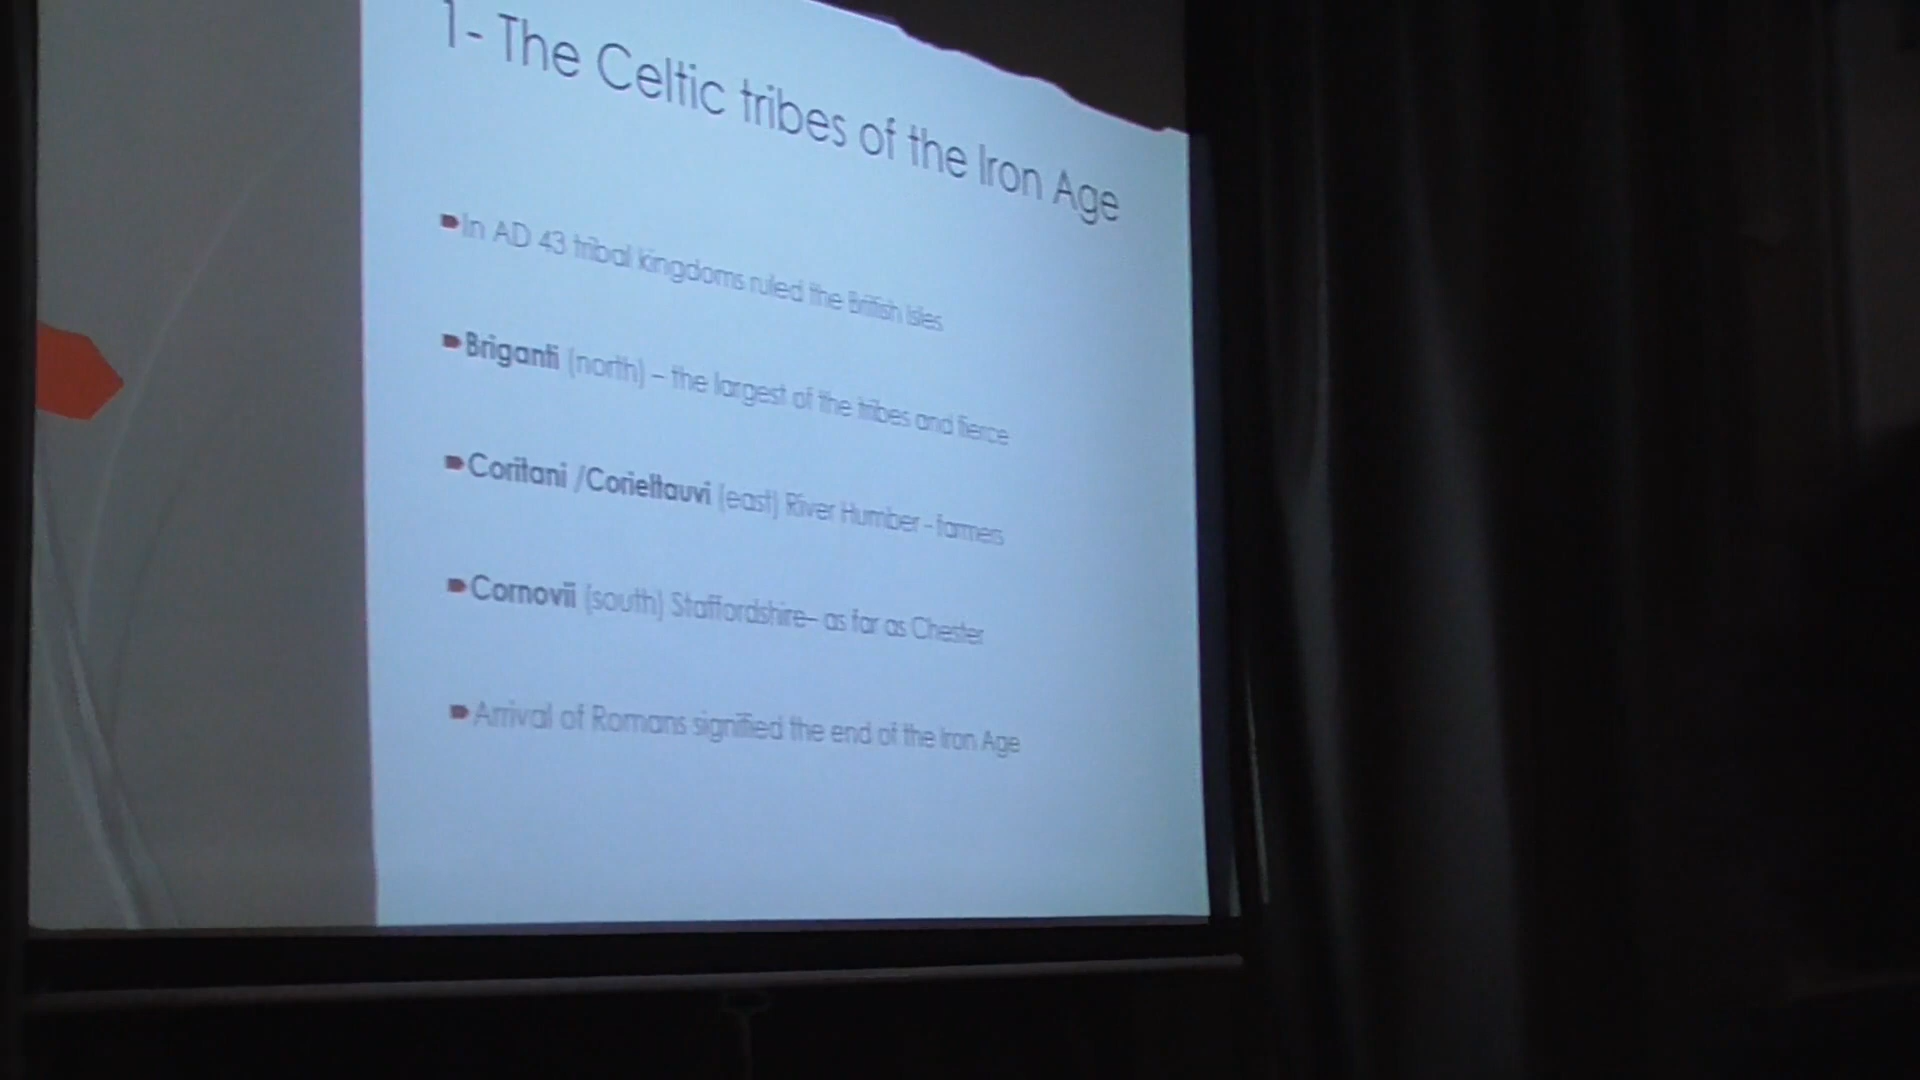 1- The Celtic tribes of the Iron Age
In AD 43 tribal kingdoms ruled the British Isles
Briganti (north) – the largest of the tribes and fierce
Coritani /Corieltauvi (east) River Humber - farmers
Cornovii (south) Staffordshire– as far as Chester
Arrival of Romans signified the end of the Iron Age